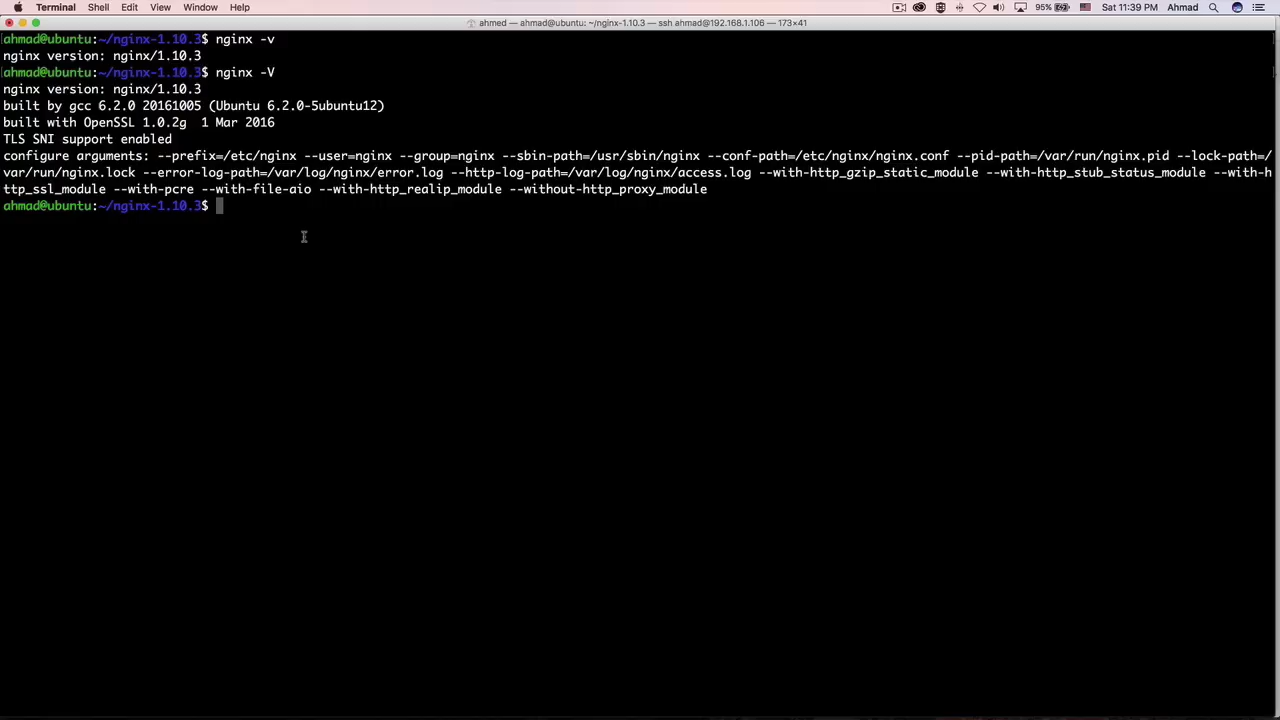 Terminal Shell Edit View Window Help 95% Sat 11:39 PM Ahmad
ahmed — ahmad@ubuntu: ~/nginx-1.10.3 — ssh ahmad@192.168.1.106 — 173×41
ahmad@ubuntu:~/nginx-1.10.3$ nginx -v
nginx version: nginx/1.10.3
ahmad@ubuntu:~/nginx-1.10.3$ nginx -V
nginx version: nginx/1.10.3
built by gcc 6.2.0 20161005 (Ubuntu 6.2.0-5ubuntu12)
built with OpenSSL 1.0.2g  1 Mar 2016
TLS SNI support enabled
configure arguments: --prefix=/etc/nginx --user=nginx --group=nginx --sbin-path=/usr/sbin/nginx --conf-path=/etc/nginx/nginx.conf --pid-path=/var/run/nginx.pid --lock-path=/
var/run/nginx.lock --error-log-path=/var/log/nginx/error.log --http-log-path=/var/log/nginx/access.log --with-http_gzip_static_module --with-http_stub_status_module --with-h
ttp_ssl_module --with-pcre --with-file-aio --with-http_realip_module --without-http_proxy_module
ahmad@ubuntu:~/nginx-1.10.3$